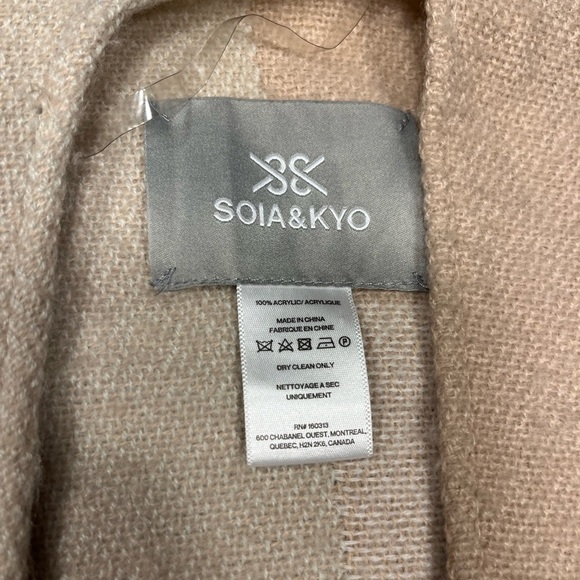 SOIA&KYO
100% ACRYLIC/ ACRYLIQUE
MADE IN CHINA
FABRIQUE EN CHINE
P
DRY CLEAN ONLY
NETTOYAGE A SEC
UNIQUEMENT
RN# 160313
600 CHABANEL OUEST, MONTREAL,
QUEBEC, H2N 2K6, CANADA